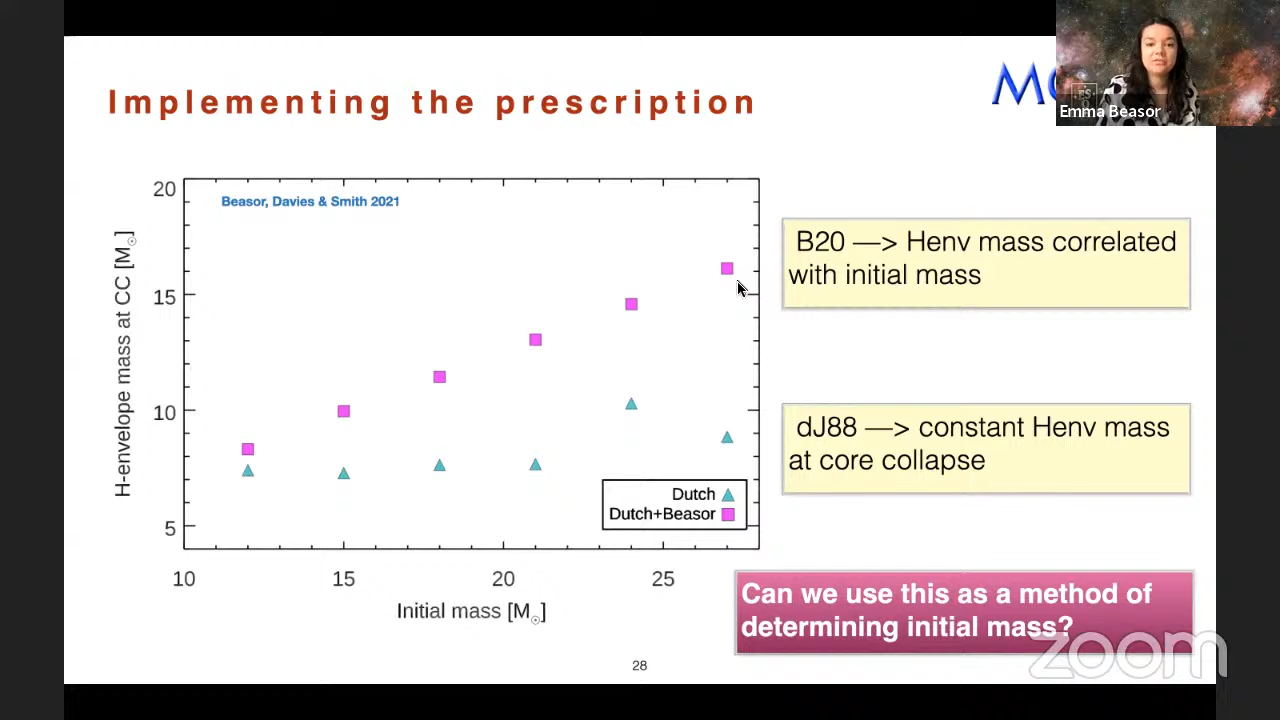 Implementing the prescription
Emma Beasor
Beasor, Davies & Smith 2021
20
15
10
5
H-envelope mass at CC [M☉]
Dutch
Dutch+Beasor
10
15
20
25
Initial mass [M☉]
B20 —> Henv mass correlated
with initial mass
dJ88 —> constant Henv mass
at core collapse
Can we use this as a method of
determining initial mass?
28
zoom